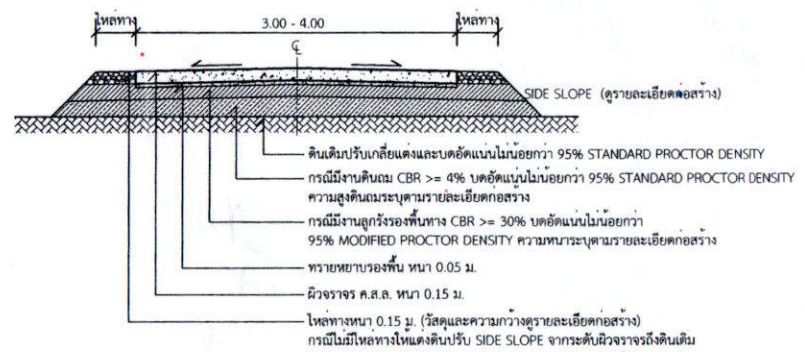 ไหล่ทาง 3.00 - 4.00 ไหล่ทาง
℄
SIDE SLOPE (ดูรายละเอียดก่อสร้าง)
ดินเดิมปรับเกลี่ยแต่งและบดอัดแน่นไม่น้อยกว่า 95% STANDARD PROCTOR DENSITY
กรณีมีงานดินถม CBR >= 4% บดอัดแน่นไม่น้อยกว่า 95% STANDARD PROCTOR DENSITY
ความสูงดินถมระบุตามรายละเอียดก่อสร้าง
กรณีมีงานลูกรังรองพื้นทาง CBR >= 30% บดอัดแน่นไม่น้อยกว่า
95% MODIFIED PROCTOR DENSITY ความหนาระบุตามรายละเอียดก่อสร้าง
ทรายหยาบรองพื้น หนา 0.05 ม.
ผิวจราจร ค.ส.ล. หนา 0.15 ม.
ไหล่ทางหนา 0.15 ม. (วัสดุและความกว้างดูรายละเอียดก่อสร้าง)
กรณีไม่มีไหล่ทางให้แต่งดินปรับ SIDE SLOPE จากระดับผิวจราจรถึงดินเดิม